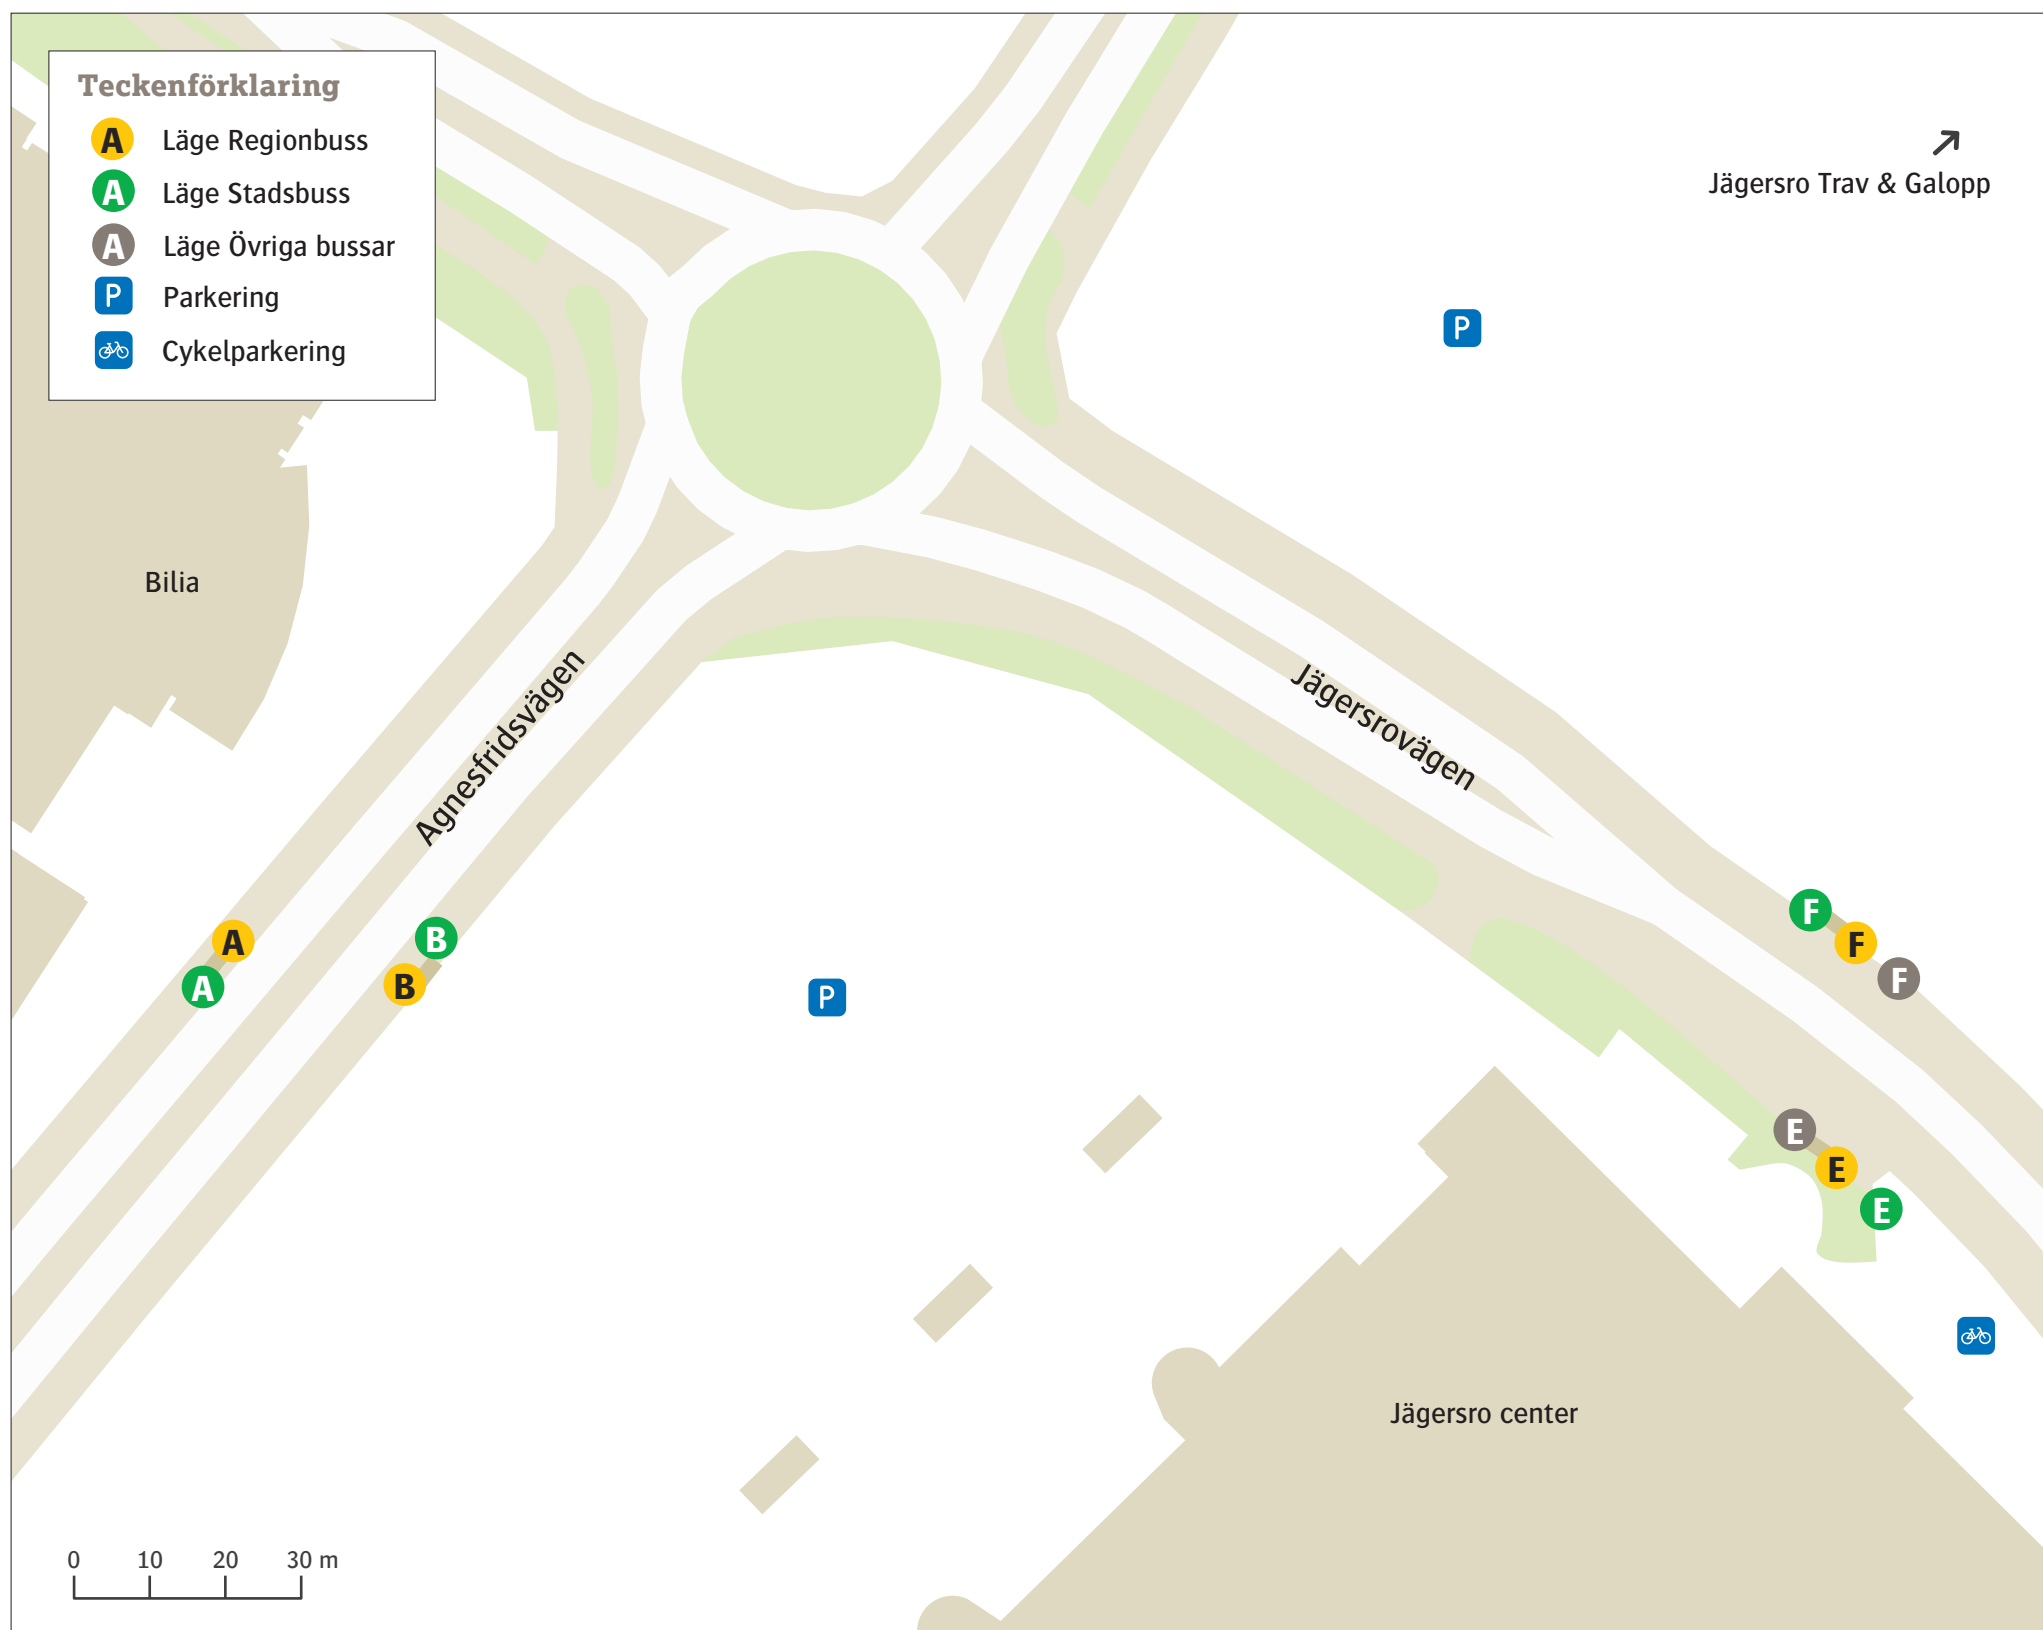 Teckenförklaring
A Läge Regionbuss
A Läge Stadsbuss
A Läge Övriga bussar
P Parkering
Cykelparkering
Jägersro Trav & Galopp
P
Bilia
Agnesfridsvägen
Jägersrovägen
A
A
B
B
P
F
F
F
E
E
E
Jägersro center
0 10 20 30 m